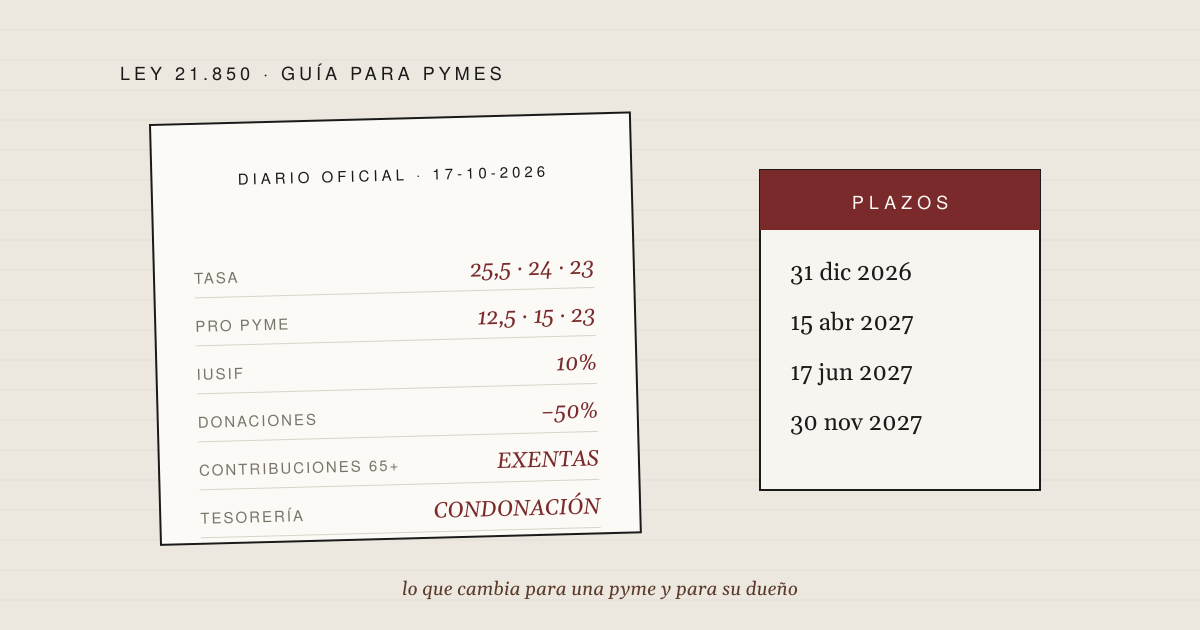 LEY 21.850 · GUÍA PARA PYMES
DIARIO OFICIAL · 17-10-2026
TASA 25,5 · 24 · 23
PRO PYME 12,5 · 15 · 23
IUSIF 10%
DONACIONES −50%
CONTRIBUCIONES 65+ EXENTAS
TESORERÍA CONDONACIÓN
PLAZOS
31 dic 2026
15 abr 2027
17 jun 2027
30 nov 2027
lo que cambia para una pyme y para su dueño